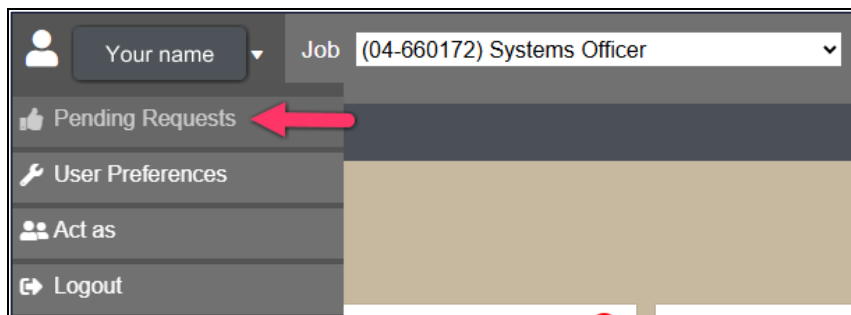 Your name Job (04-660172) Systems Officer
Pending Requests
User Preferences
Act as
Logout